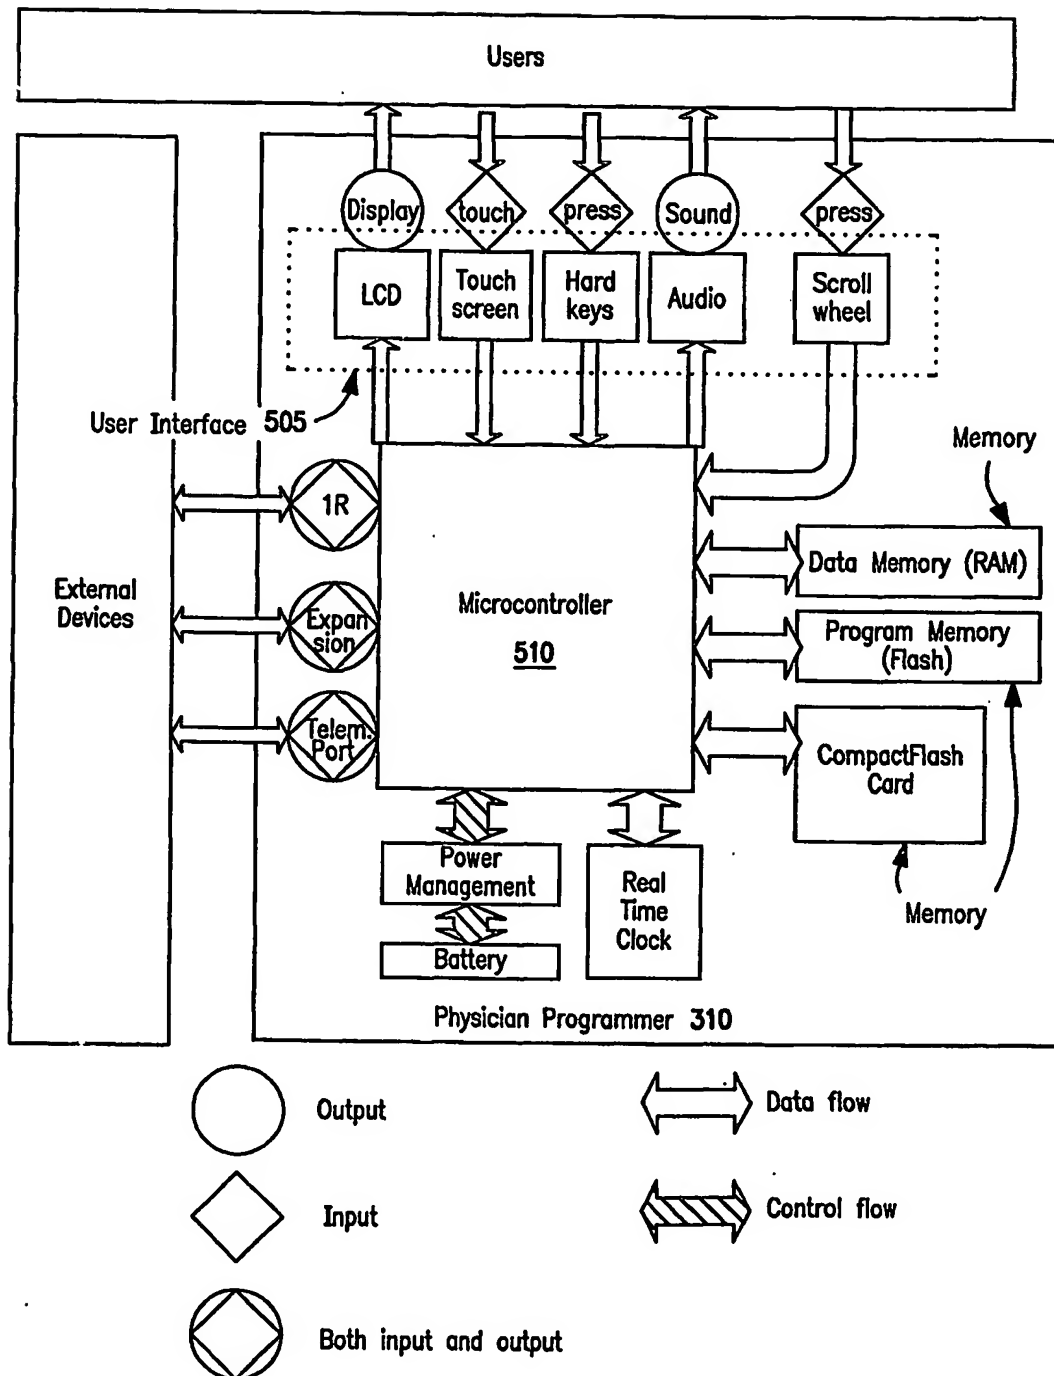 Users
Display
touch
press
Sound
press
LCD
Touch
screen
Hard
keys
Audio
Scroll
wheel
User Interface 505
Memory
1R
Data Memory (RAM)
External
Devices
Expan
sion
Microcontroller
510
Program Memory
(Flash)
Telem.
Port
CompactFlash
Card
Power
Management
Real
Time
Clock
Battery
Memory
Physician Programmer 310
Output
Data flow
Input
Control flow
Both input and output